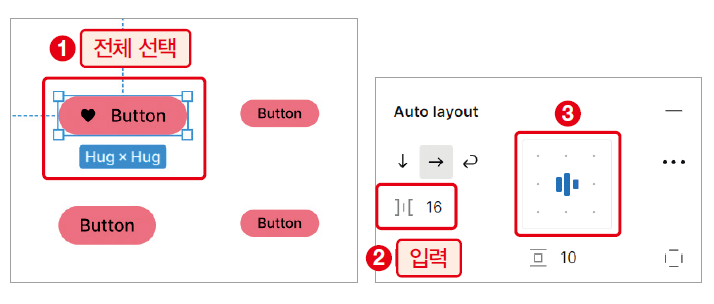 1 전체 선택
Button
Hug × Hug
Button
Button
Button
Auto layout
3
16
2 입력
10